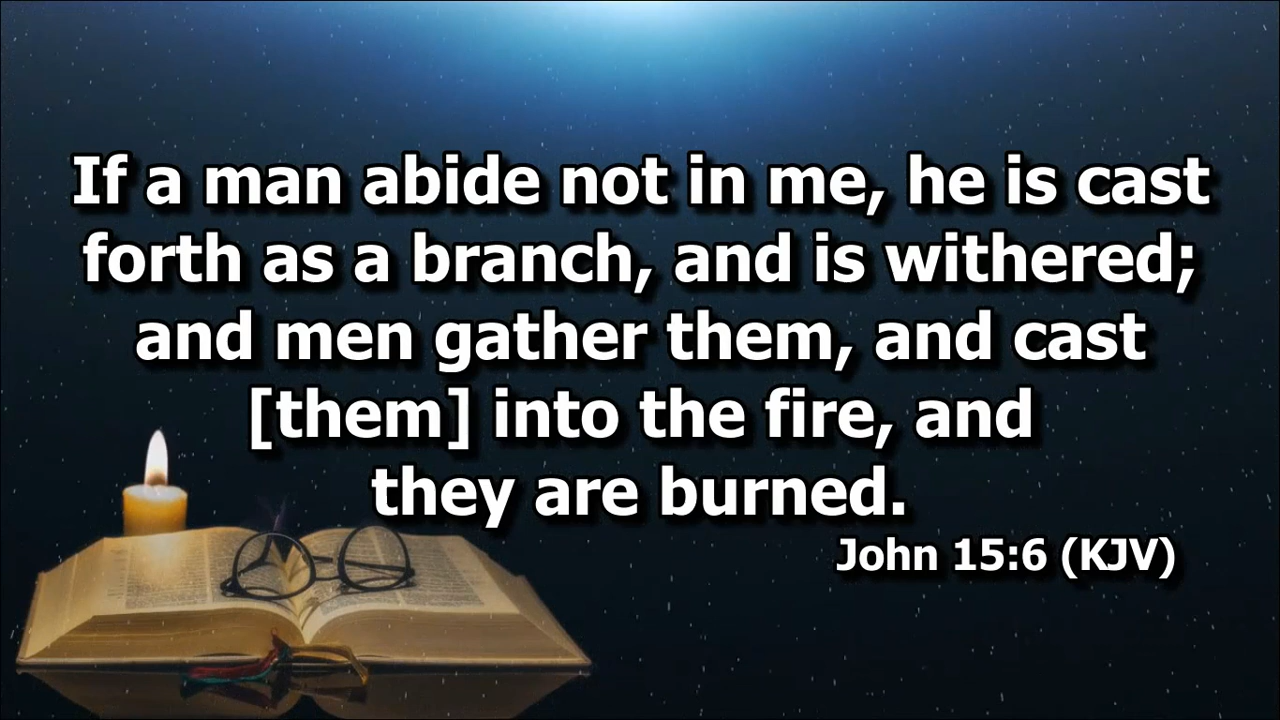 If a man abide not in me, he is cast
forth as a branch, and is withered;
and men gather them, and cast
[them] into the fire, and
they are burned.
John 15:6 (KJV)